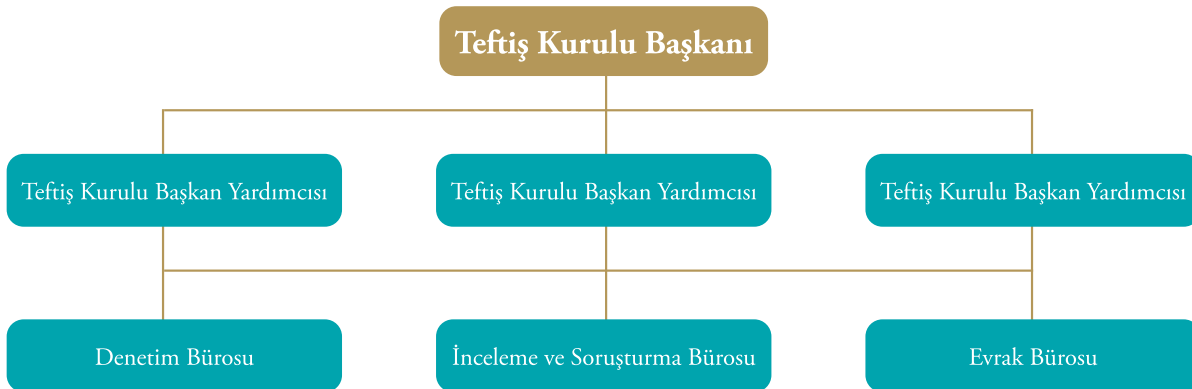 Teftiş Kurulu Başkanı
Teftiş Kurulu Başkan Yardımcısı
Teftiş Kurulu Başkan Yardımcısı
Teftiş Kurulu Başkan Yardımcısı
Denetim Bürosu
İnceleme ve Soruşturma Bürosu
Evrak Bürosu